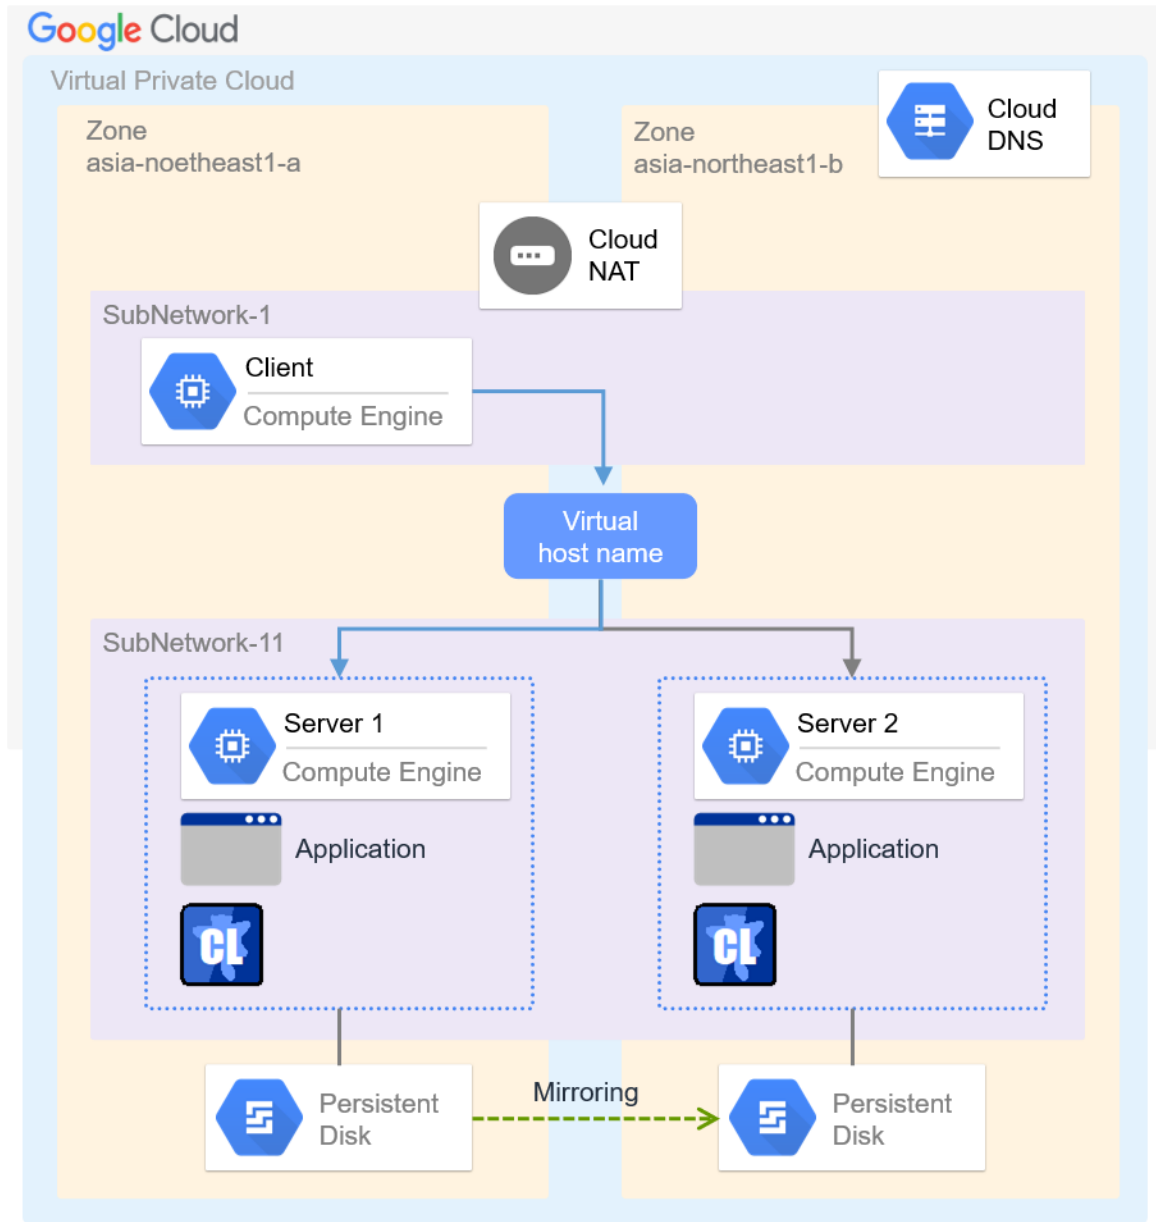 Google Cloud
Virtual Private Cloud
Zone
asia-noetheast1-a
Zone
asia-northeast1-b
Cloud
DNS
Cloud
NAT
SubNetwork-1
Client
Compute Engine
Virtual
host name
SubNetwork-11
Server 1
Compute Engine
Application
CL
Server 2
Compute Engine
Application
CL
Persistent
Disk
Mirroring
Persistent
Disk